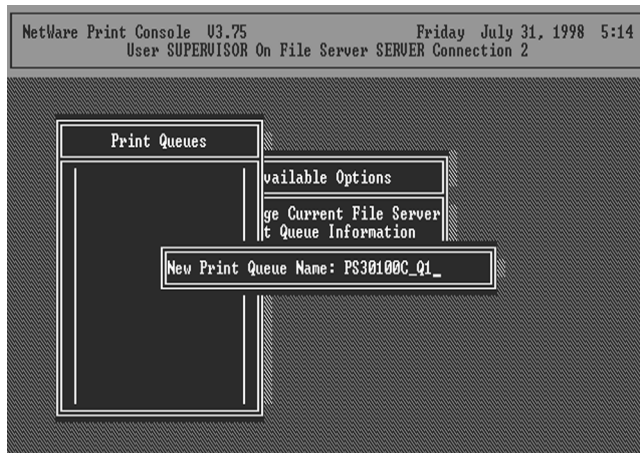 NetWare Print Console V3.75 Friday July 31, 1998 5:14
User SUPERVISOR On File Server SERVER Connection 2
Print Queues
vailable Options
ge Current File Server
t Queue Information
New Print Queue Name: PS30100C_Q1_